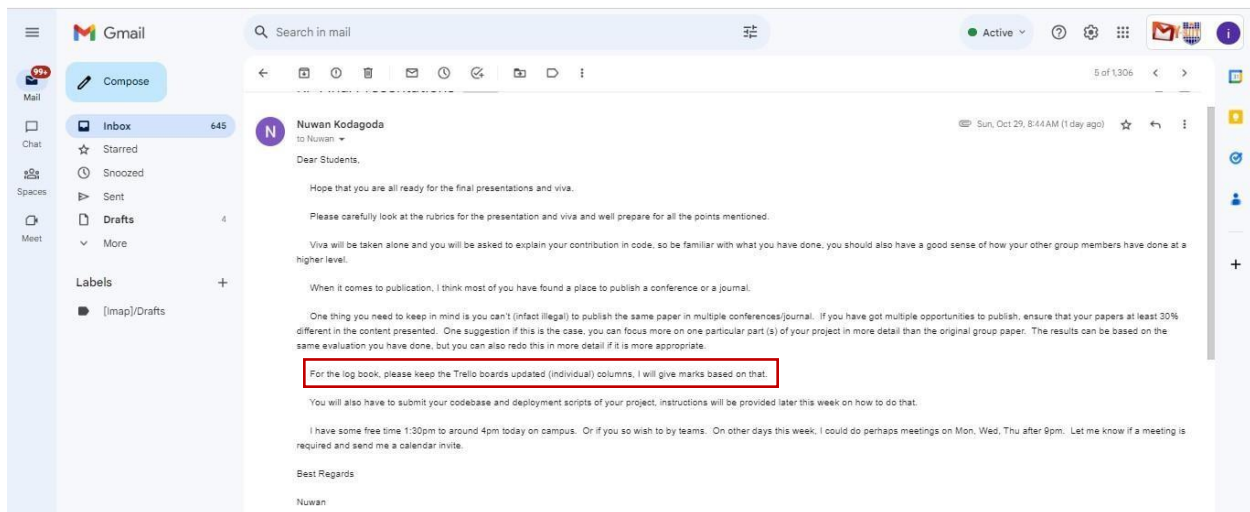 Gmail
Search in mail
Active
i
99+
Mail
Compose
5 of 1,306
Chat
Inbox 645
Starred
Snoozed
Spaces
Sent
Drafts 4
Meet
More
Labels
[Imap]/Drafts
N
Nuwan Kodagoda
Sun, Oct 29, 8:44 AM (1 day ago)
to Nuwan
Dear Students,
Hope that you are all ready for the final presentations and viva.
Please carefully look at the rubrics for the presentation and viva and well prepare for all the points mentioned.
Viva will be taken alone and you will be asked to explain your contribution in code, so be familiar with what you have done, you should also have a good sense of how your other group members have done at a
higher level.
When it comes to publication, I think most of you have found a place to publish a conference or a journal.
One thing you need to keep in mind is you can't (infact illegal) to publish the same paper in multiple conferences/journal. If you have got multiple opportunities to publish, ensure that your papers at least 30%
different in the content presented. One suggestion if this is the case, you can focus more on one particular part (s) of your project in more detail than the original group paper. The results can be based on the
same evaluation you have done, but you can also redo this in more detail if it is more appropriate.
For the log book, please keep the Trello boards updated (individual) columns, I will give marks based on that.
You will also have to submit your codebase and deployment scripts of your project, instructions will be provided later this week on how to do that.
I have some free time 1:30pm to around 4pm today on campus. Or if you so wish to by teams. On other days this week, I could do perhaps meetings on Mon, Wed, Thu after 9pm. Let me know if a meeting is
required and send me a calendar invite.
Best Regards
Nuwan